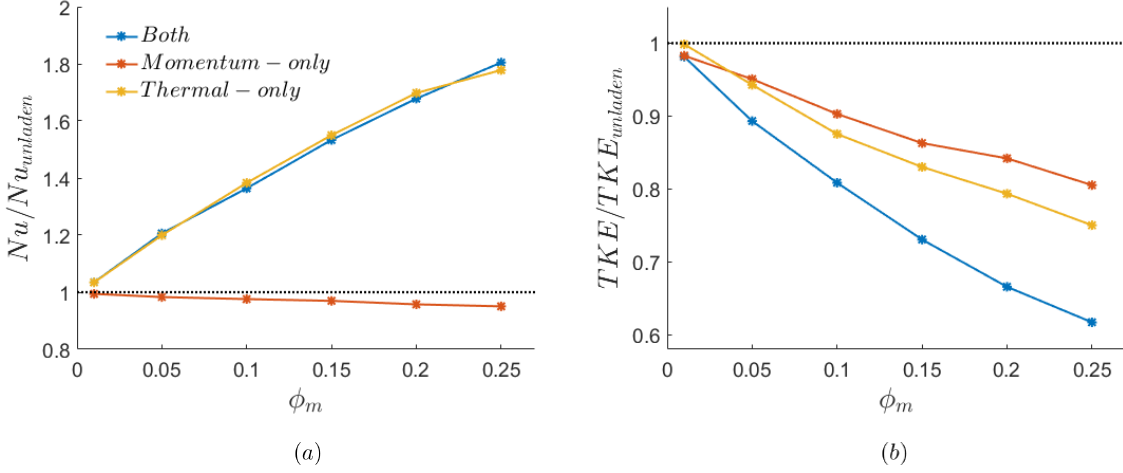 2
1.8
1.6
1.4
1.2
1
0.8
Nu/Nu_unladen
Both
Momentum − only
Thermal − only
0 0.05 0.1 0.15 0.2 0.25
ϕ_m
(a)
1
0.9
0.8
0.7
0.6
TKE/TKE_unladen
0 0.05 0.1 0.15 0.2 0.25
ϕ_m
(b)